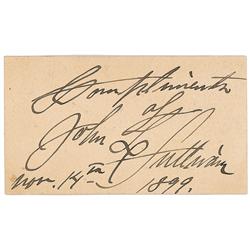 Compliments
of
John L Sullivan
Nov. 14th 1899.